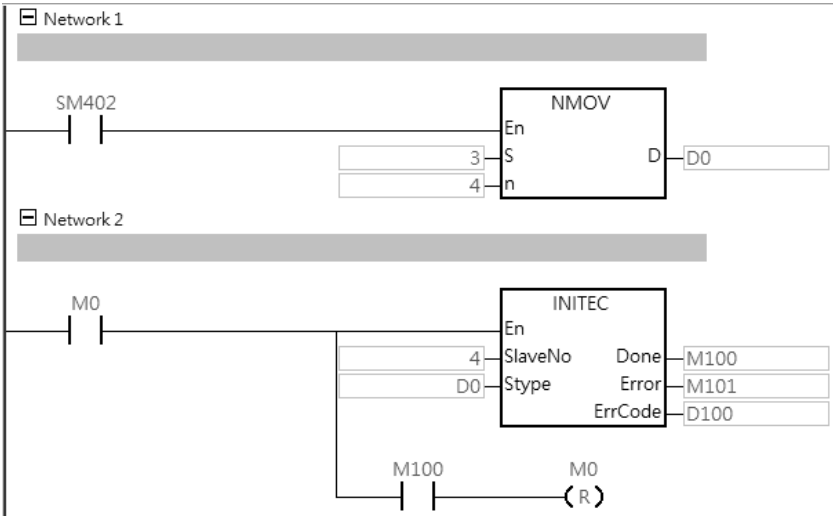 Network 1
SM402
NMOV
En
3 S D D0
4 n
Network 2
M0
INITEC
En
4 SlaveNo Done M100
D0 Stype Error M101
ErrCode D100
M100 M0
R